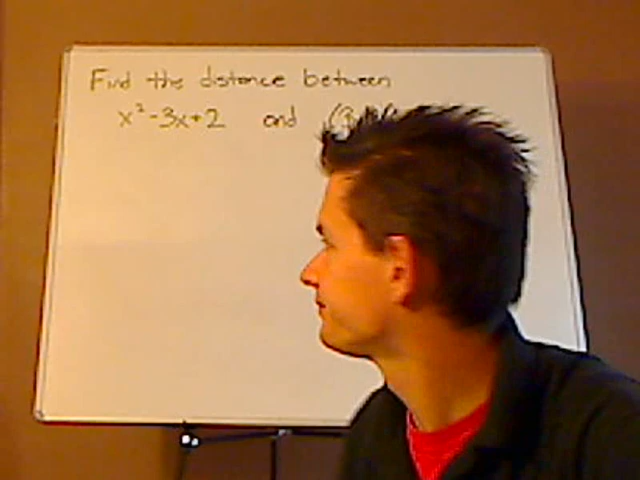 Find the distance between
x² - 3x + 2 and